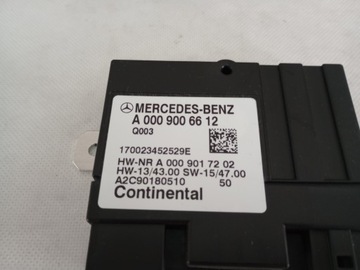 MERCEDES-BENZ
A 000 900 66 12
Q003
170023452529E
HW-NR A 000 901 72 02
HW-13/43.00 SW-15/47.00
A2C90180510 50
Continental